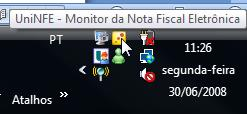 UniNFE - Monitor da Nota Fiscal Eletrônica
PT
11:26
segunda-feira
Atalhos »
30/06/2008